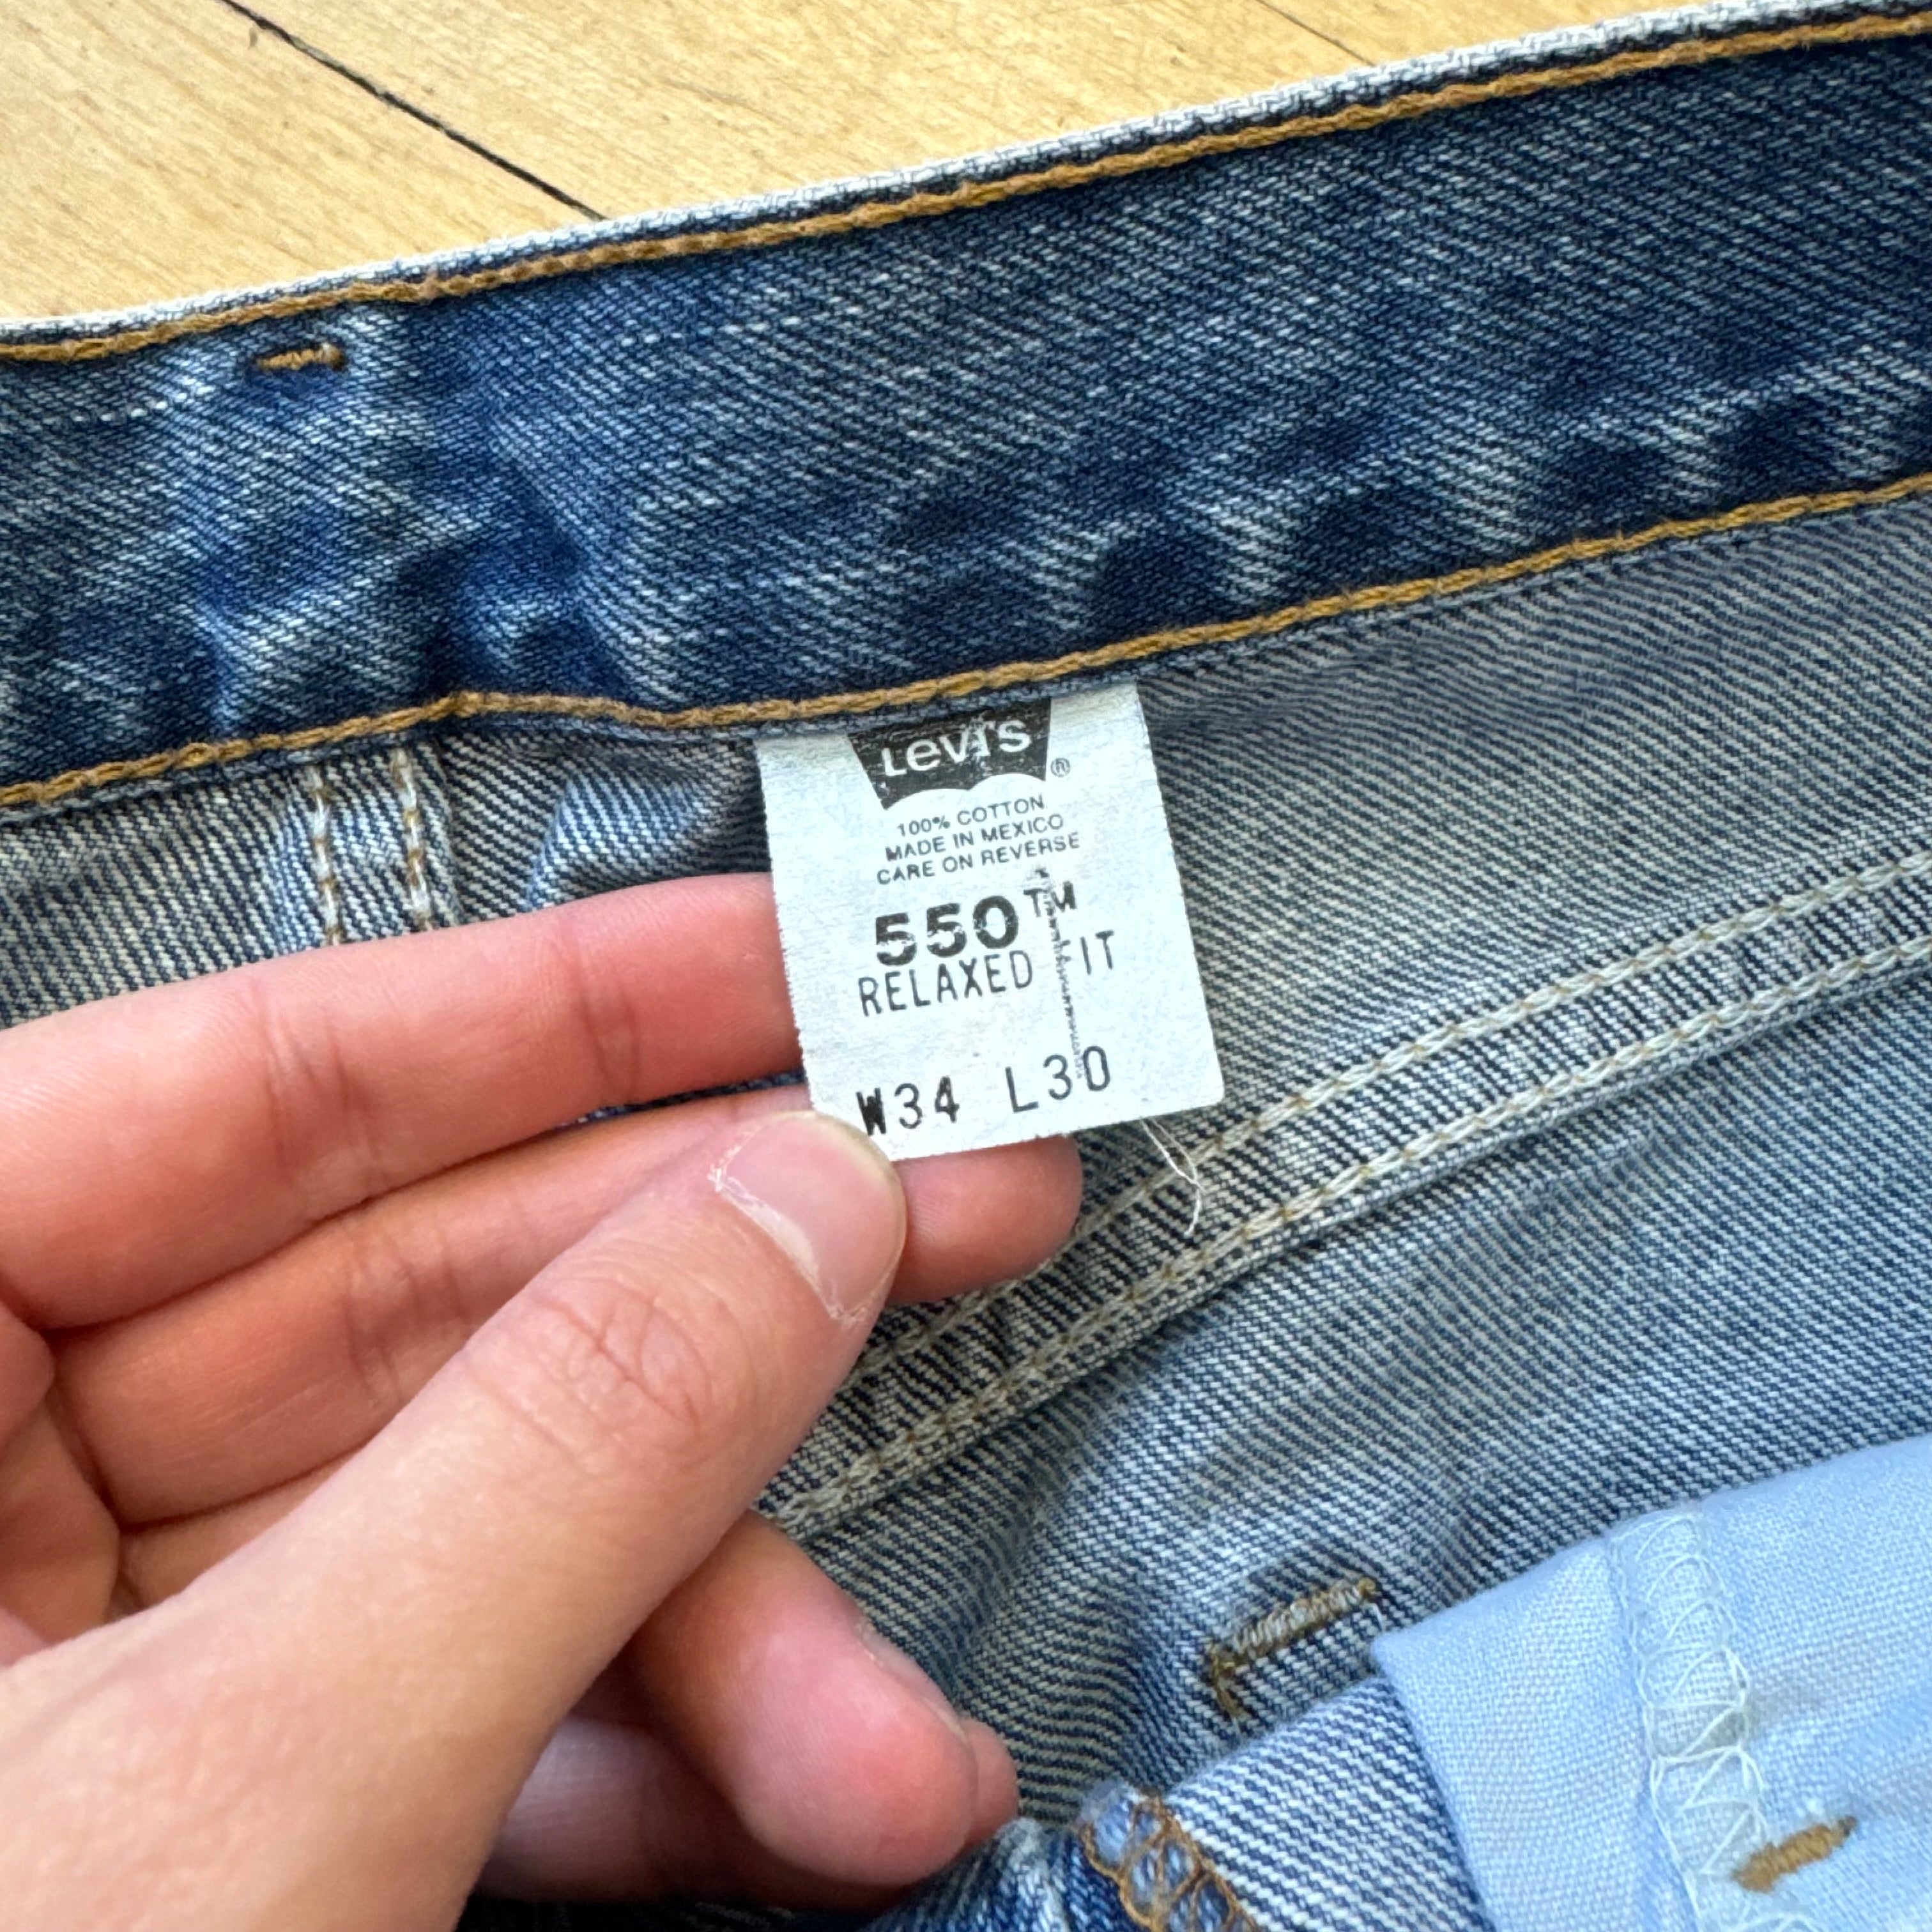 Levi's ®
100% COTTON
MADE IN MEXICO
CARE ON REVERSE
550™
RELAXED FIT
W34 L30